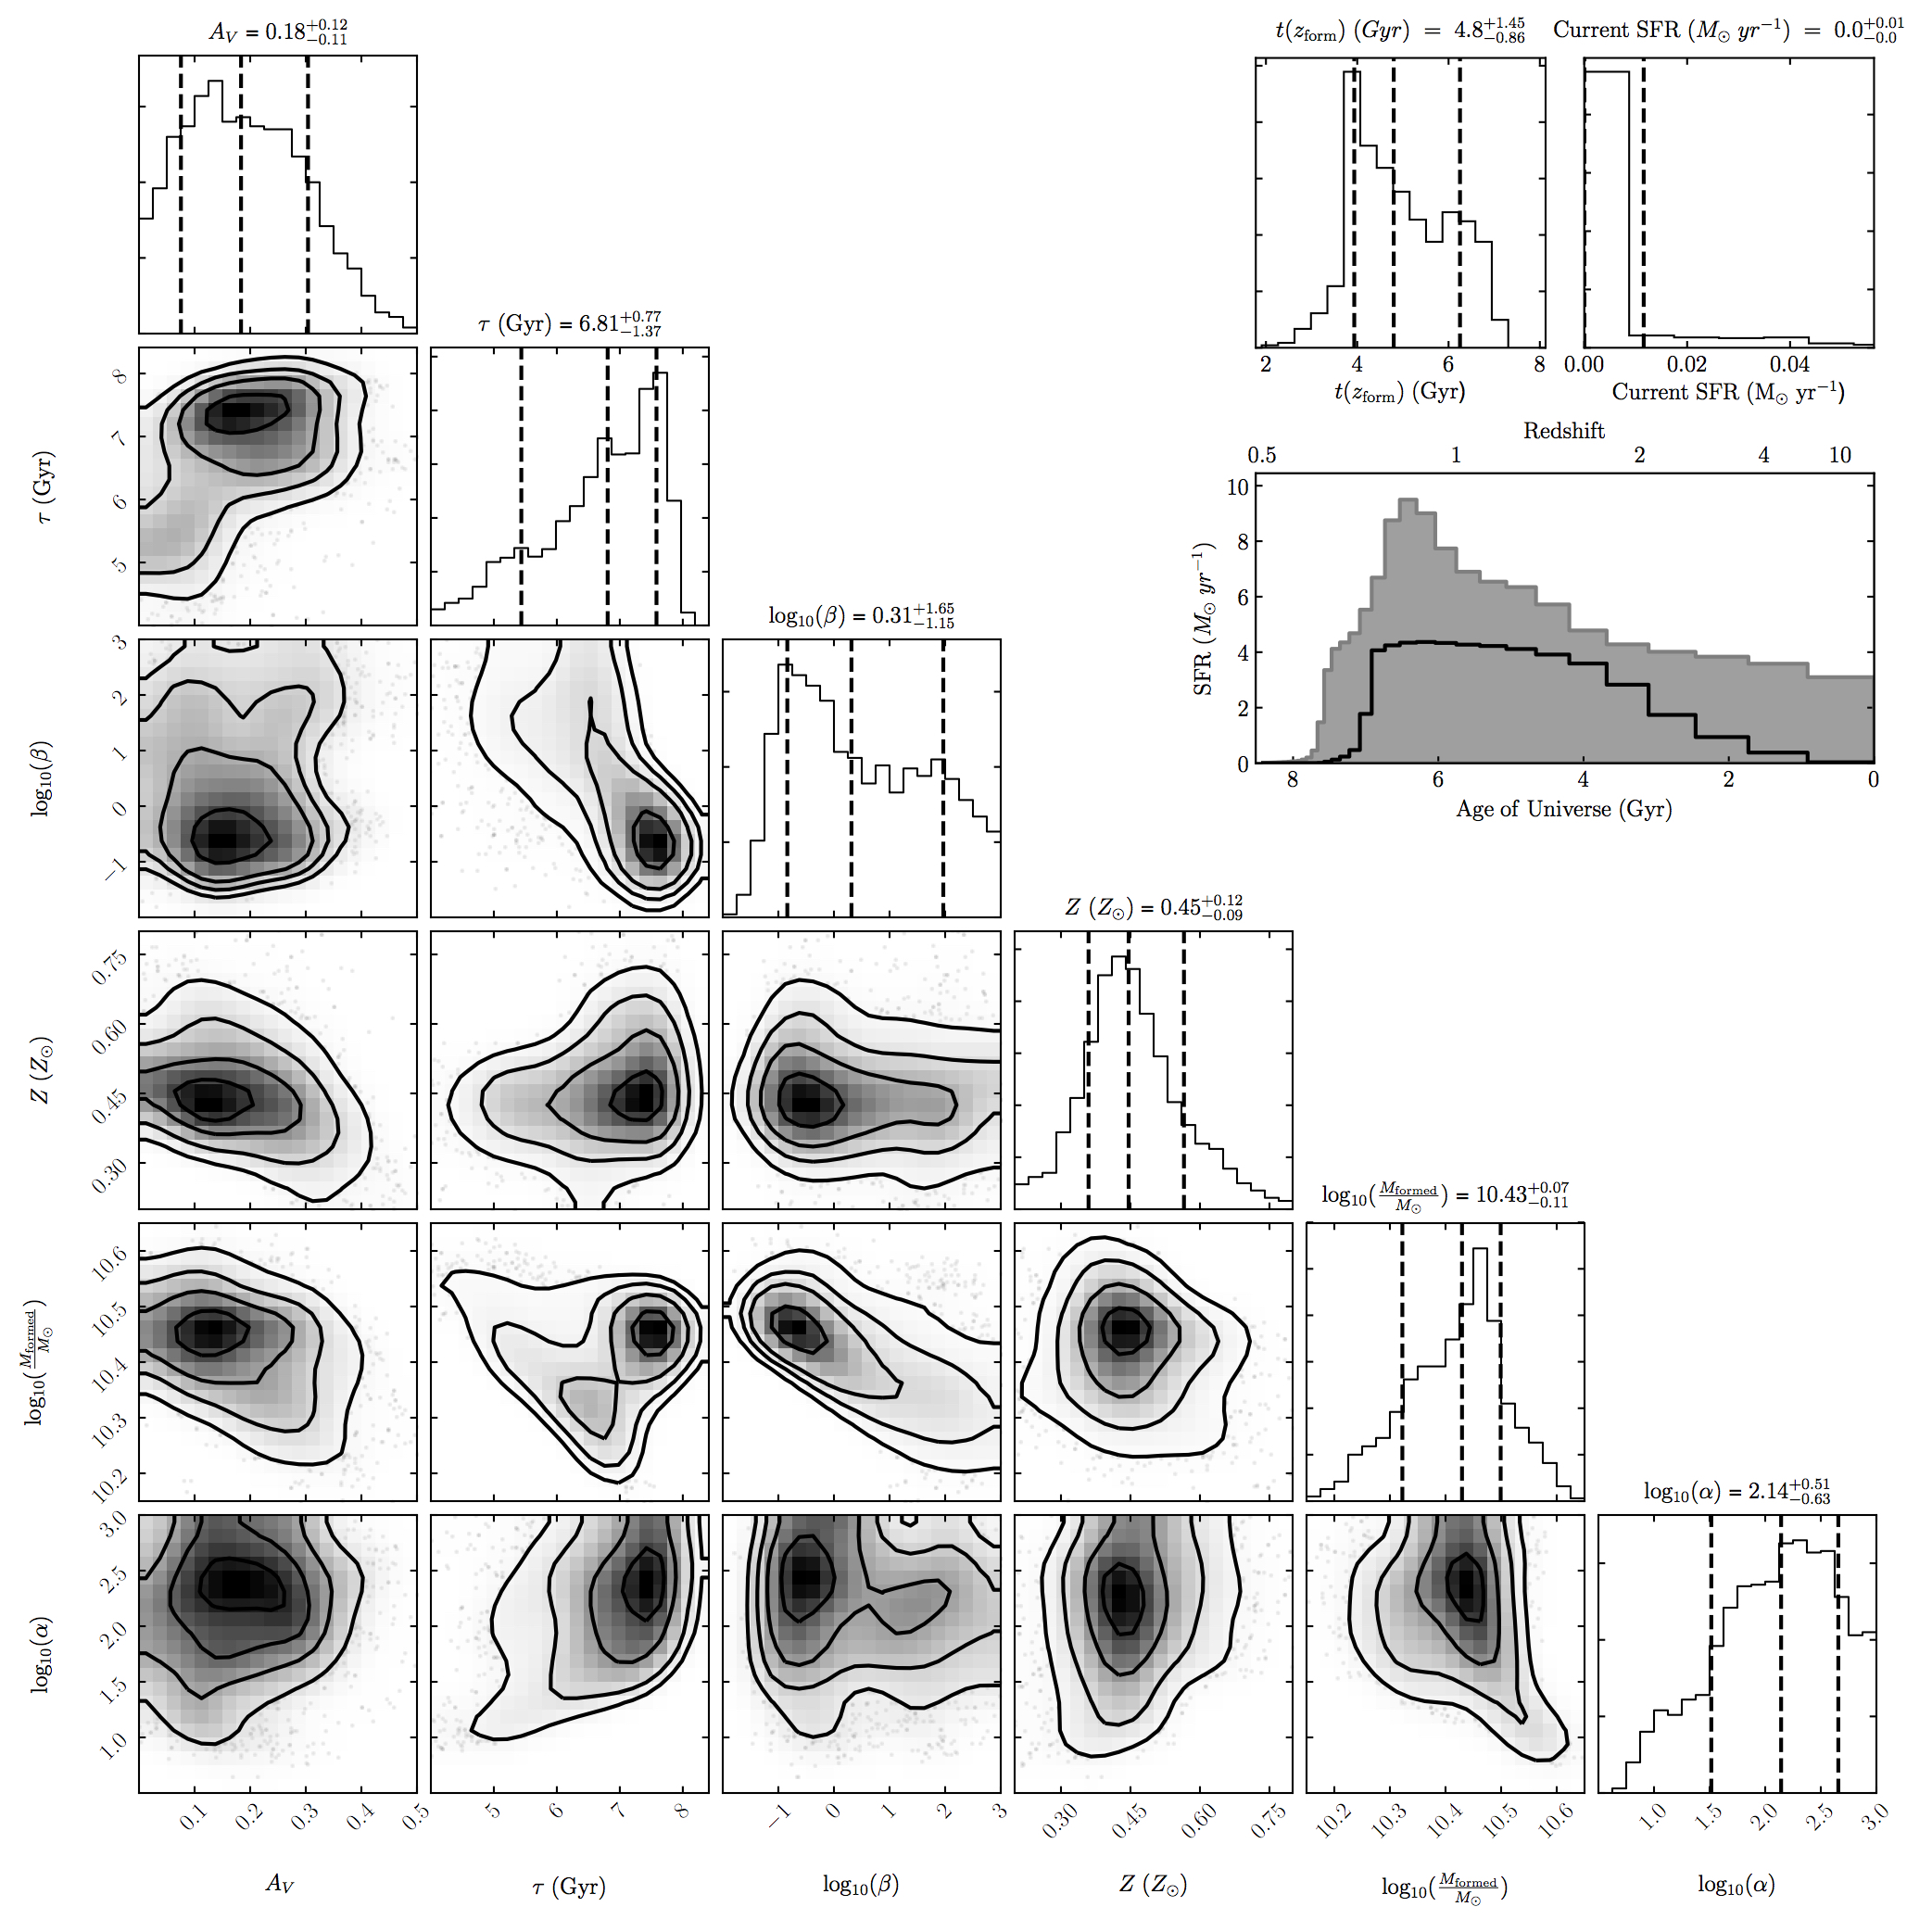 A_V = 0.18^{+0.12}_{-0.11}
t(z_form) (Gyr) = 4.8^{+1.45}_{-0.86}
Current SFR (M_⊙ yr^{−1}) = 0.0^{+0.01}_{-0.0}
2 4 6 8
t(z_form) (Gyr)
0.00 0.02 0.04
Current SFR (M_⊙ yr^{−1})
τ (Gyr) = 6.81^{+0.77}_{-1.37}
8
7
6
5
τ (Gyr)
Redshift
0.5 1 2 4 10
10
8
6
4
2
0
SFR (M_⊙ yr^{−1})
8 6 4 2 0
Age of Universe (Gyr)
log_10(β) = 0.31^{+1.65}_{-1.15}
3
2
1
0
−1
log_10(β)
Z (Z_⊙) = 0.45^{+0.12}_{-0.09}
0.75
0.60
0.45
0.30
Z (Z_⊙)
log_10(M_formed/M_⊙) = 10.43^{+0.07}_{-0.11}
10.6
10.5
10.4
10.3
10.2
log_10(M_formed/M_⊙)
log_10(α) = 2.14^{+0.51}_{-0.63}
3.0
2.5
2.0
1.5
1.0
log_10(α)
0.1 0.2 0.3 0.4 0.5
A_V
5 6 7 8
τ (Gyr)
−1 0 1 2 3
log_10(β)
0.30 0.45 0.60 0.75
Z (Z_⊙)
10.2 10.3 10.4 10.5 10.6
log_10(M_formed/M_⊙)
1.0 1.5 2.0 2.5 3.0
log_10(α)